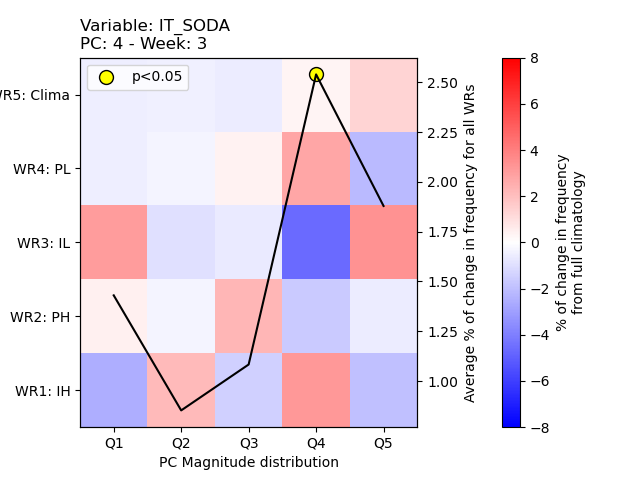 Variable: IT_SODA
PC: 4 - Week: 3
p<0.05
WR5: Clima
WR4: PL
WR3: IL
WR2: PH
WR1: IH
Q1 Q2 Q3 Q4 Q5
PC Magnitude distribution
2.50
2.25
2.00
1.75
1.50
1.25
1.00
Average % of change in frequency for all WRs
8
6
4
2
0
−2
−4
−6
−8
% of change in frequency
from full climatology